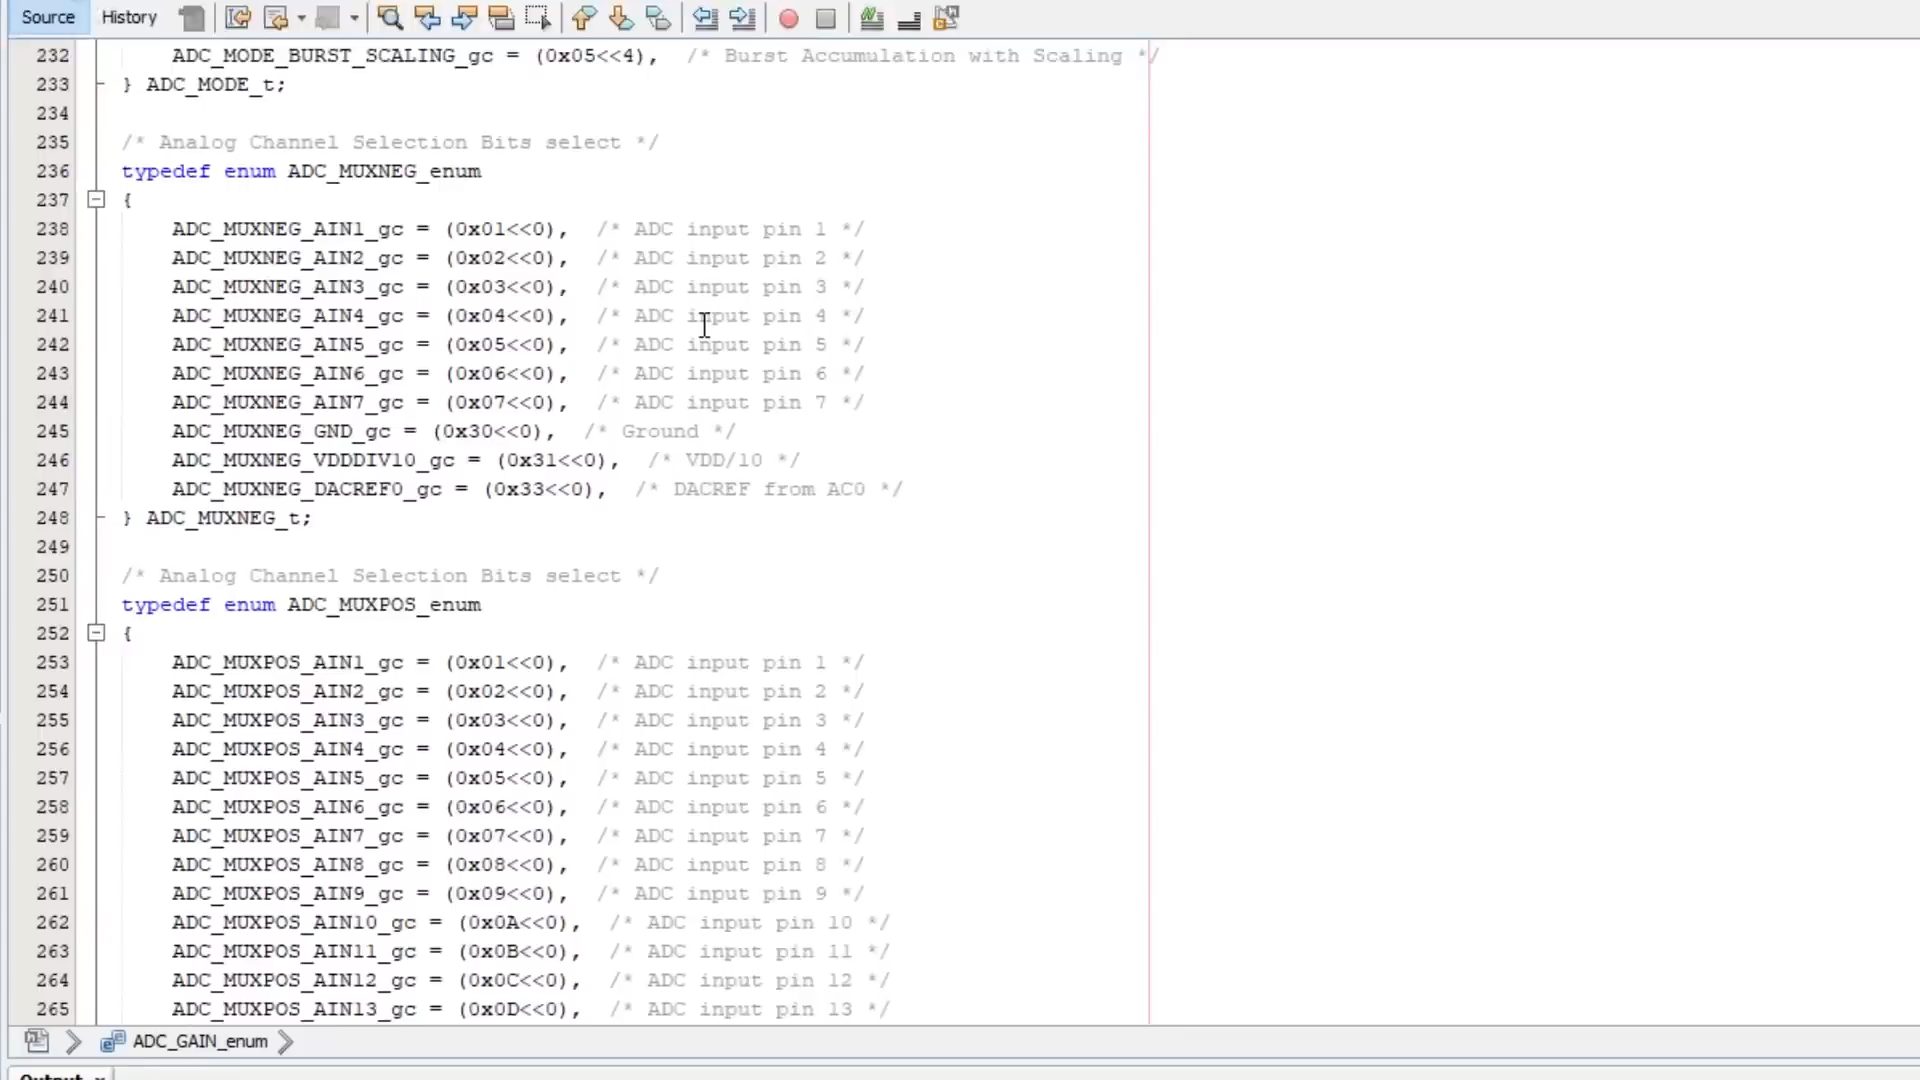 Source History
232 ADC_MODE_BURST_SCALING_gc = (0x05<<4), /* Burst Accumulation with Scaling */
233 } ADC_MODE_t;
234
235 /* Analog Channel Selection Bits select */
236 typedef enum ADC_MUXNEG_enum
237 {
238 ADC_MUXNEG_AIN1_gc = (0x01<<0), /* ADC input pin 1 */
239 ADC_MUXNEG_AIN2_gc = (0x02<<0), /* ADC input pin 2 */
240 ADC_MUXNEG_AIN3_gc = (0x03<<0), /* ADC input pin 3 */
241 ADC_MUXNEG_AIN4_gc = (0x04<<0), /* ADC input pin 4 */
242 ADC_MUXNEG_AIN5_gc = (0x05<<0), /* ADC input pin 5 */
243 ADC_MUXNEG_AIN6_gc = (0x06<<0), /* ADC input pin 6 */
244 ADC_MUXNEG_AIN7_gc = (0x07<<0), /* ADC input pin 7 */
245 ADC_MUXNEG_GND_gc = (0x30<<0), /* Ground */
246 ADC_MUXNEG_VDDDIV10_gc = (0x31<<0), /* VDD/10 */
247 ADC_MUXNEG_DACREF0_gc = (0x33<<0), /* DACREF from AC0 */
248 } ADC_MUXNEG_t;
249
250 /* Analog Channel Selection Bits select */
251 typedef enum ADC_MUXPOS_enum
252 {
253 ADC_MUXPOS_AIN1_gc = (0x01<<0), /* ADC input pin 1 */
254 ADC_MUXPOS_AIN2_gc = (0x02<<0), /* ADC input pin 2 */
255 ADC_MUXPOS_AIN3_gc = (0x03<<0), /* ADC input pin 3 */
256 ADC_MUXPOS_AIN4_gc = (0x04<<0), /* ADC input pin 4 */
257 ADC_MUXPOS_AIN5_gc = (0x05<<0), /* ADC input pin 5 */
258 ADC_MUXPOS_AIN6_gc = (0x06<<0), /* ADC input pin 6 */
259 ADC_MUXPOS_AIN7_gc = (0x07<<0), /* ADC input pin 7 */
260 ADC_MUXPOS_AIN8_gc = (0x08<<0), /* ADC input pin 8 */
261 ADC_MUXPOS_AIN9_gc = (0x09<<0), /* ADC input pin 9 */
262 ADC_MUXPOS_AIN10_gc = (0x0A<<0), /* ADC input pin 10 */
263 ADC_MUXPOS_AIN11_gc = (0x0B<<0), /* ADC input pin 11 */
264 ADC_MUXPOS_AIN12_gc = (0x0C<<0), /* ADC input pin 12 */
265 ADC_MUXPOS_AIN13_gc = (0x0D<<0), /* ADC input pin 13 */
ADC_GAIN_enum
Output